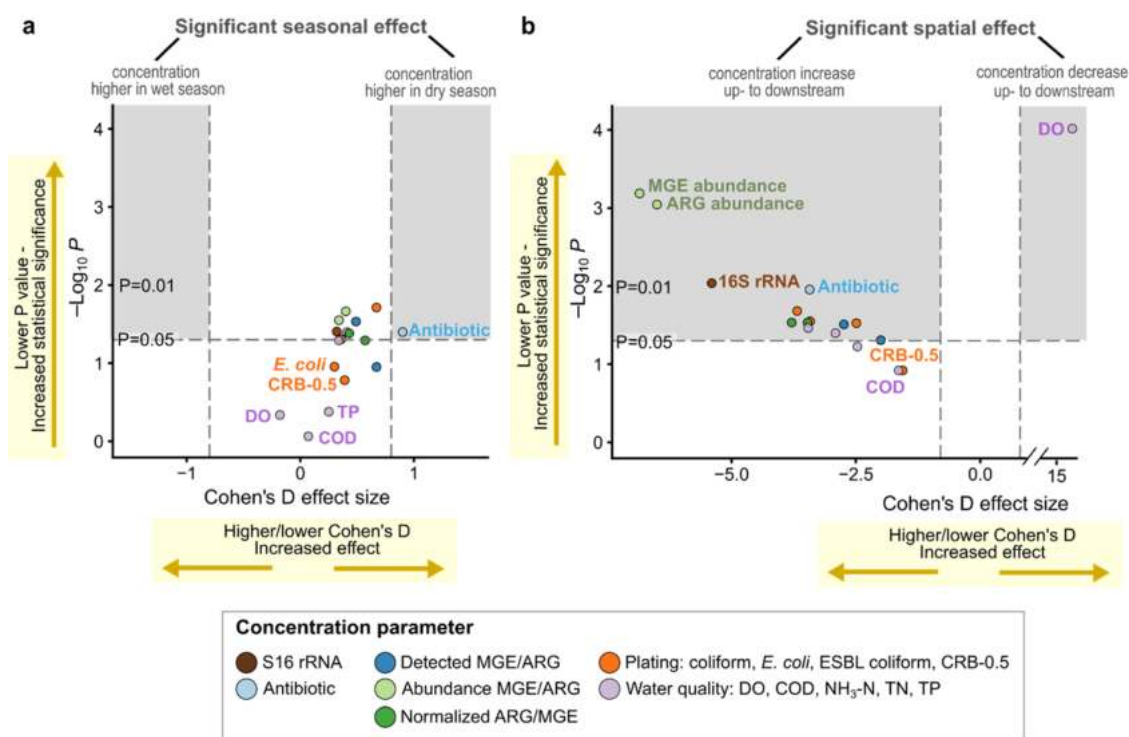 a
Significant seasonal effect
concentration
higher in wet season
concentration
higher in dry season
Lower P value -
Increased statistical significance
–Log10 P
4
3
2
1
0
P=0.01
P=0.05
Antibiotic
E. coli
CRB-0.5
DO
TP
COD
−1
0
1
Cohen's D effect size
Higher/lower Cohen's D
Increased effect
b
Significant spatial effect
concentration increase
up- to downstream
concentration decrease
up- to downstream
Lower P value -
Increased statistical significance
–Log10 P
4
3
2
1
0
P=0.01
P=0.05
DO
MGE abundance
ARG abundance
16S rRNA
Antibiotic
CRB-0.5
COD
−5.0
−2.5
0.0
15
Cohen's D effect size
Higher/lower Cohen's D
Increased effect
Concentration parameter
S16 rRNA
Antibiotic
Detected MGE/ARG
Abundance MGE/ARG
Normalized ARG/MGE
Plating: coliform, E. coli, ESBL coliform, CRB-0.5
Water quality: DO, COD, NH₃-N, TN, TP